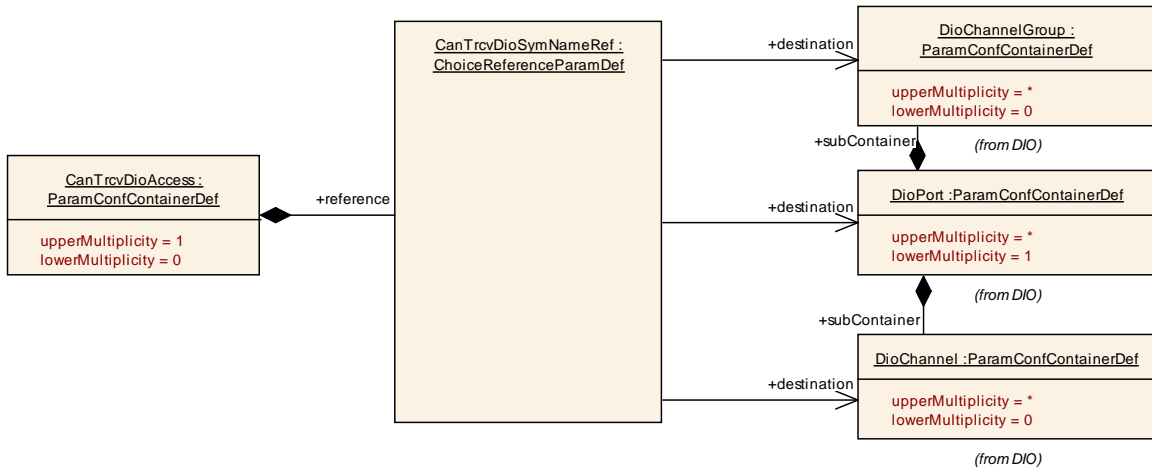 CanTrcvDioAccess :
ParamConfContainerDef
upperMultiplicity = 1
lowerMultiplicity = 0
+reference
CanTrcvDioSymNameRef :
ChoiceReferenceParamDef
+destination
DioChannelGroup :
ParamConfContainerDef
upperMultiplicity = *
lowerMultiplicity = 0
(from DIO)
+subContainer
+destination
DioPort :ParamConfContainerDef
upperMultiplicity = *
lowerMultiplicity = 1
(from DIO)
+subContainer
+destination
DioChannel :ParamConfContainerDef
upperMultiplicity = *
lowerMultiplicity = 0
(from DIO)